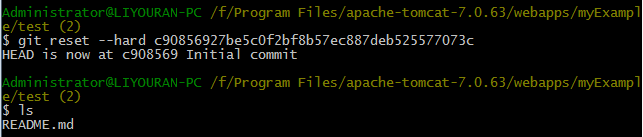 Administrator@LIYOURAN-PC /f/Program Files/apache-tomcat-7.0.63/webapps/myExampl
e/test (2)
$ git reset --hard c90856927be5c0f2bf8b57ec887deb525577073c
HEAD is now at c908569 Initial commit
Administrator@LIYOURAN-PC /f/Program Files/apache-tomcat-7.0.63/webapps/myExampl
e/test (2)
$ ls
README.md